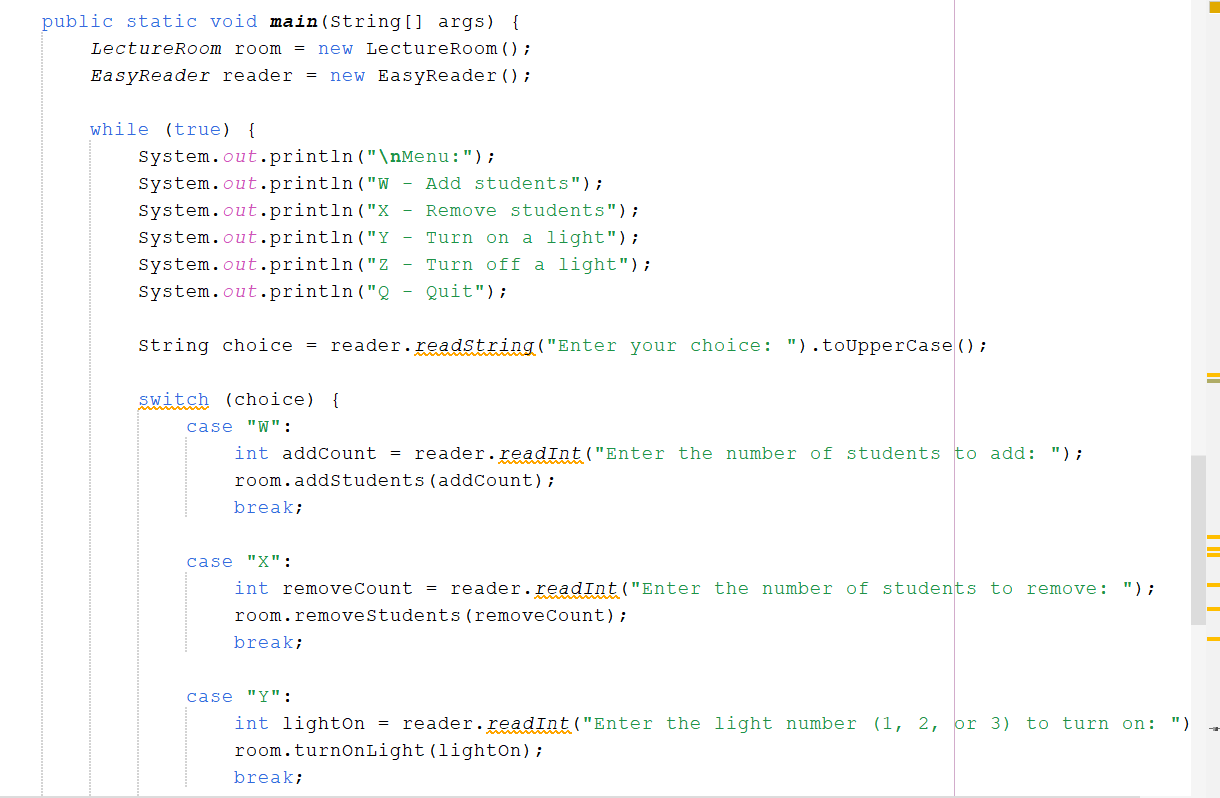 public static void main(String[] args) {
LectureRoom room = new LectureRoom();
EasyReader reader = new EasyReader();
while (true) {
System.out.println("\nMenu:");
System.out.println("W - Add students");
System.out.println("X - Remove students");
System.out.println("Y - Turn on a light");
System.out.println("Z - Turn off a light");
System.out.println("Q - Quit");
String choice = reader.readString("Enter your choice: ").toUpperCase();
switch (choice) {
case "W":
int addCount = reader.readInt("Enter the number of students to add: ");
room.addStudents(addCount);
break;
case "X":
int removeCount = reader.readInt("Enter the number of students to remove: ");
room.removeStudents(removeCount);
break;
case "Y":
int lightOn = reader.readInt("Enter the light number (1, 2, or 3) to turn on: ")
room.turnOnLight(lightOn);
break;